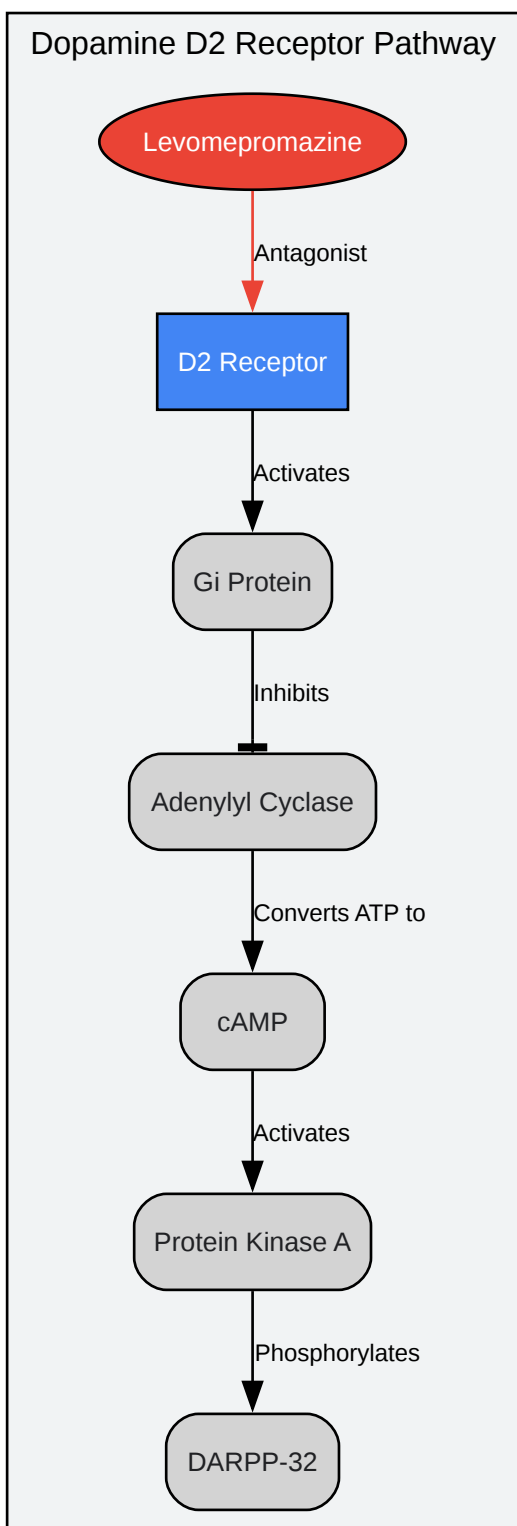 Dopamine D2 Receptor Pathway
Levomepromazine
Antagonist
D2 Receptor
Activates
Gi Protein
Inhibits
Adenylyl Cyclase
Converts ATP to
cAMP
Activates
Protein Kinase A
Phosphorylates
DARPP-32